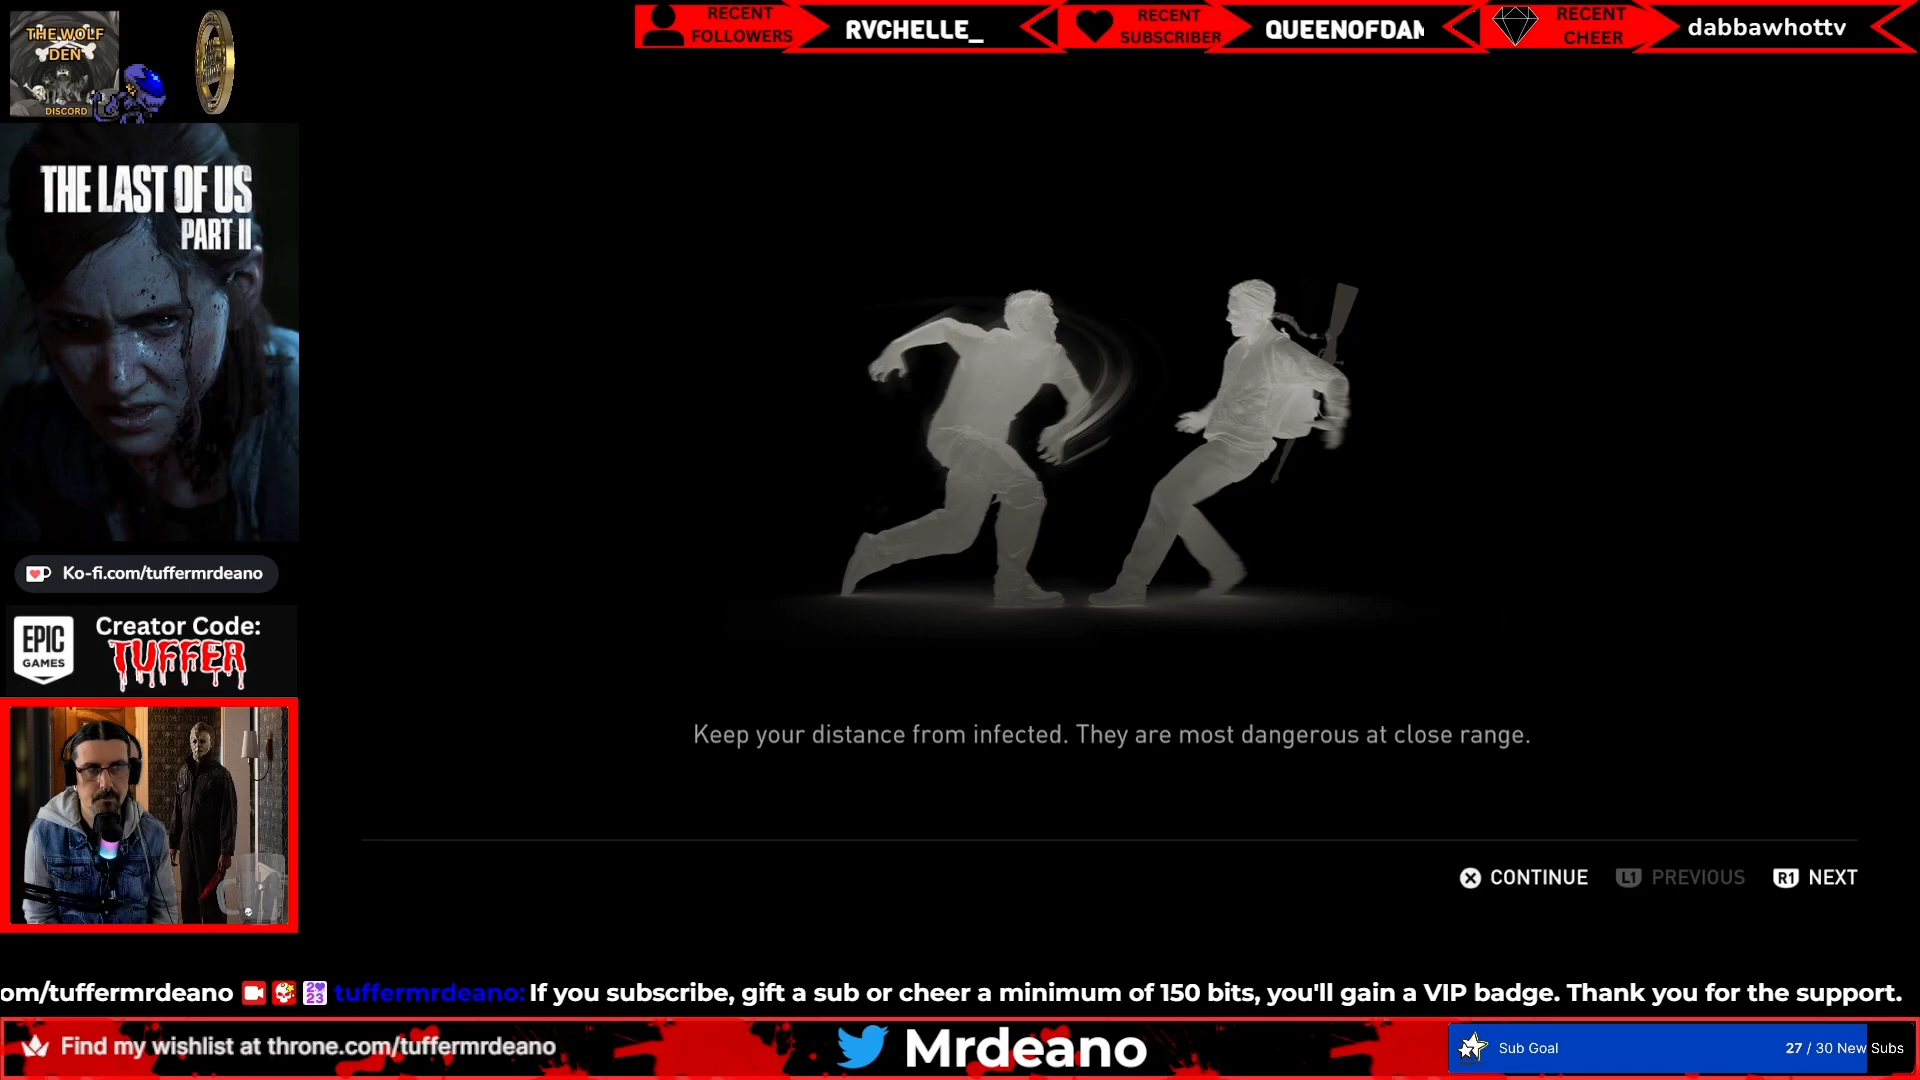 THE WOLF
DEN
DISCORD
RECENT
FOLLOWERS
RVCHELLE_
RECENT
SUBSCRIBER
QUEENOFDAN
RECENT
CHEER
dabbawhottv
THE LAST OF US
PART II
Ko-fi.com/tuffermrdeano
EPIC
GAMES
Creator Code:
TUFFER
Keep your distance from infected. They are most dangerous at close range.
CONTINUE
L1 PREVIOUS
R1 NEXT
om/tuffermrdeano tuffermrdeano: If you subscribe, gift a sub or cheer a minimum of 150 bits, you'll gain a VIP badge. Thank you for the support.
Find my wishlist at throne.com/tuffermrdeano
Mrdeano
Sub Goal
27 / 30 New Subs